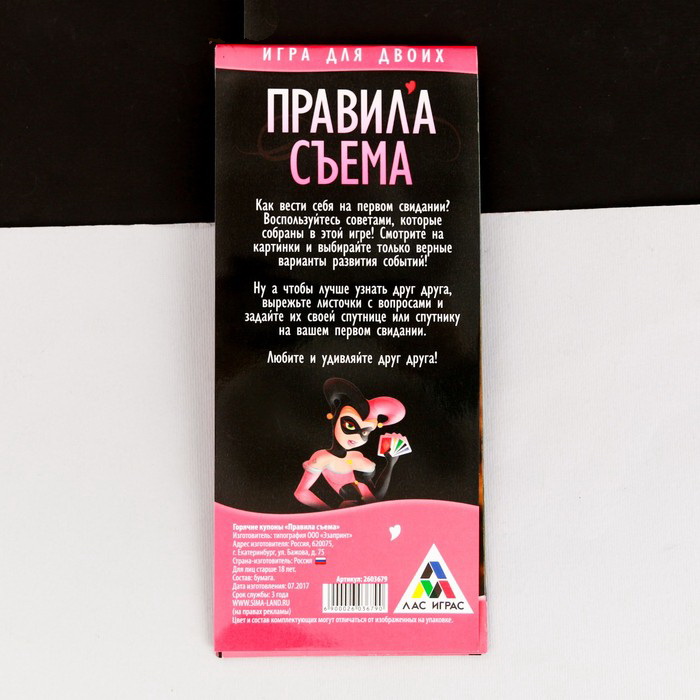 ИГРА ДЛЯ ДВОИХ
ПРАВИЛА
СЪЕМА
Как вести себя на первом свидании?
Воспользуйтесь советами, которые
собраны в этой игре! Смотрите на
картинки и выбирайте только верные
варианты развития событий!
Ну а чтобы лучше узнать друг друга,
вырежьте листочки с вопросами и
задайте их своей спутнице или спутнику
на вашем первом свидании.
Любите и удивляйте друг друга!
Горячие купоны «Правила съема»
Изготовитель: типография ООО «Эзапринт»
Адрес изготовителя: Россия, 620075,
г. Екатеринбург, ул. Бажова, д. 75
Страна-изготовитель: Россия
Для лиц старше 18 лет.
Состав: бумага.
Дата изготовления: 07.2017
Срок службы: 3 года
WWW.SIMA-LAND.RU
(на правах рекламы)
Цвет и состав комплектующих могут отличаться от изображенных на упаковке.
Артикул: 2603679
6 900026 036790
ЛАС ИГРАС